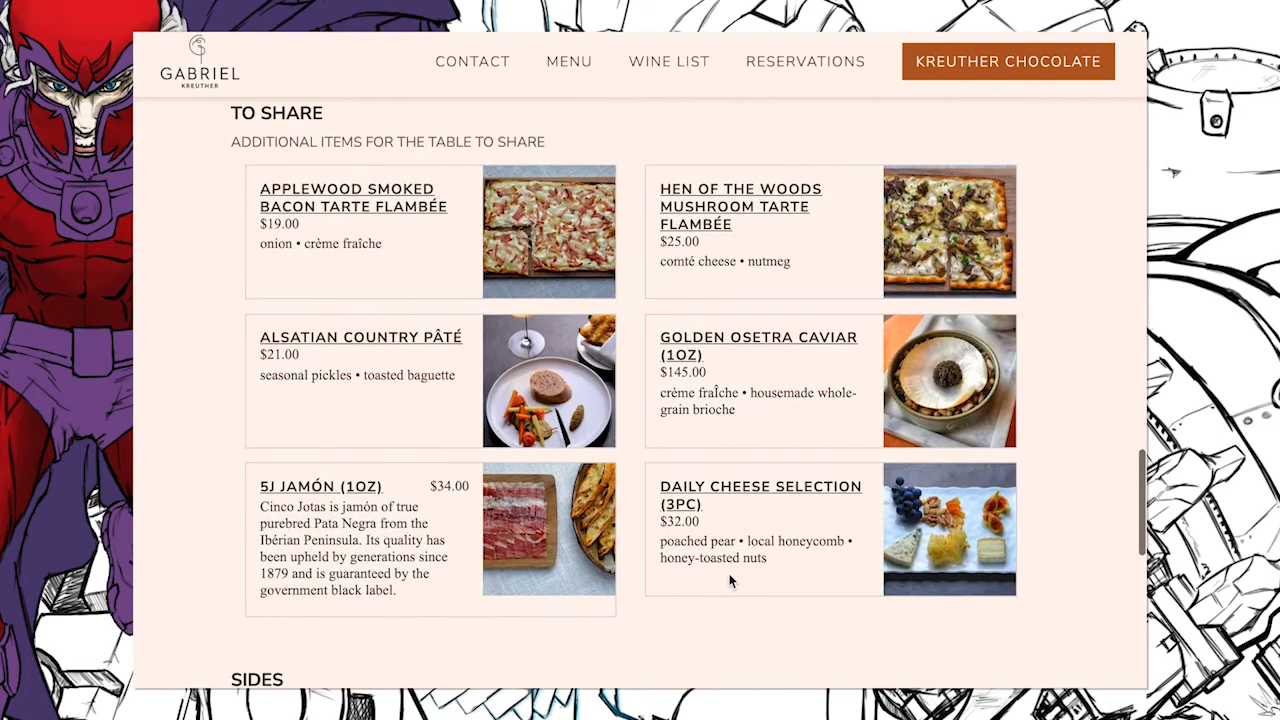 GABRIEL
KREUTHER
CONTACT
MENU
WINE LIST
RESERVATIONS
KREUTHER CHOCOLATE
TO SHARE
ADDITIONAL ITEMS FOR THE TABLE TO SHARE
APPLEWOOD SMOKED
BACON TARTE FLAMBÉE
$19.00
onion • crème fraîche
HEN OF THE WOODS
MUSHROOM TARTE
FLAMBÉE
$25.00
comté cheese • nutmeg
ALSATIAN COUNTRY PÂTÉ
$21.00
seasonal pickles • toasted baguette
GOLDEN OSETRA CAVIAR
(1OZ)
$145.00
crème fraÎche • housemade whole-
grain brioche
5J JAMÓN (1OZ) $34.00
Cinco Jotas is jamón of true
purebred Pata Negra from the
Ibérian Peninsula. Its quality has
been upheld by generations since
1879 and is guaranteed by the
government black label.
DAILY CHEESE SELECTION
(3PC)
$32.00
poached pear • local honeycomb •
honey-toasted nuts
SIDES